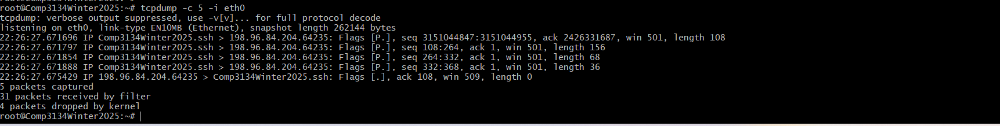 root@Comp3134Winter2025:~# tcpdump -c 5 -i eth0
tcpdump: verbose output suppressed, use -v[v]... for full protocol decode
listening on eth0, link-type EN10MB (Ethernet), snapshot length 262144 bytes
22:26:27.671696 IP Comp3134Winter2025.ssh > 198.96.84.204.64235: Flags [P.], seq 3151044847:3151044955, ack 2426331687, win 501, length 108
22:26:27.671797 IP Comp3134Winter2025.ssh > 198.96.84.204.64235: Flags [P.], seq 108:264, ack 1, win 501, length 156
22:26:27.671854 IP Comp3134Winter2025.ssh > 198.96.84.204.64235: Flags [P.], seq 264:332, ack 1, win 501, length 68
22:26:27.671888 IP Comp3134Winter2025.ssh > 198.96.84.204.64235: Flags [P.], seq 332:368, ack 1, win 501, length 36
22:26:27.675429 IP 198.96.84.204.64235 > Comp3134Winter2025.ssh: Flags [.], ack 108, win 509, length 0
5 packets captured
31 packets received by filter
4 packets dropped by kernel
root@Comp3134Winter2025:~#